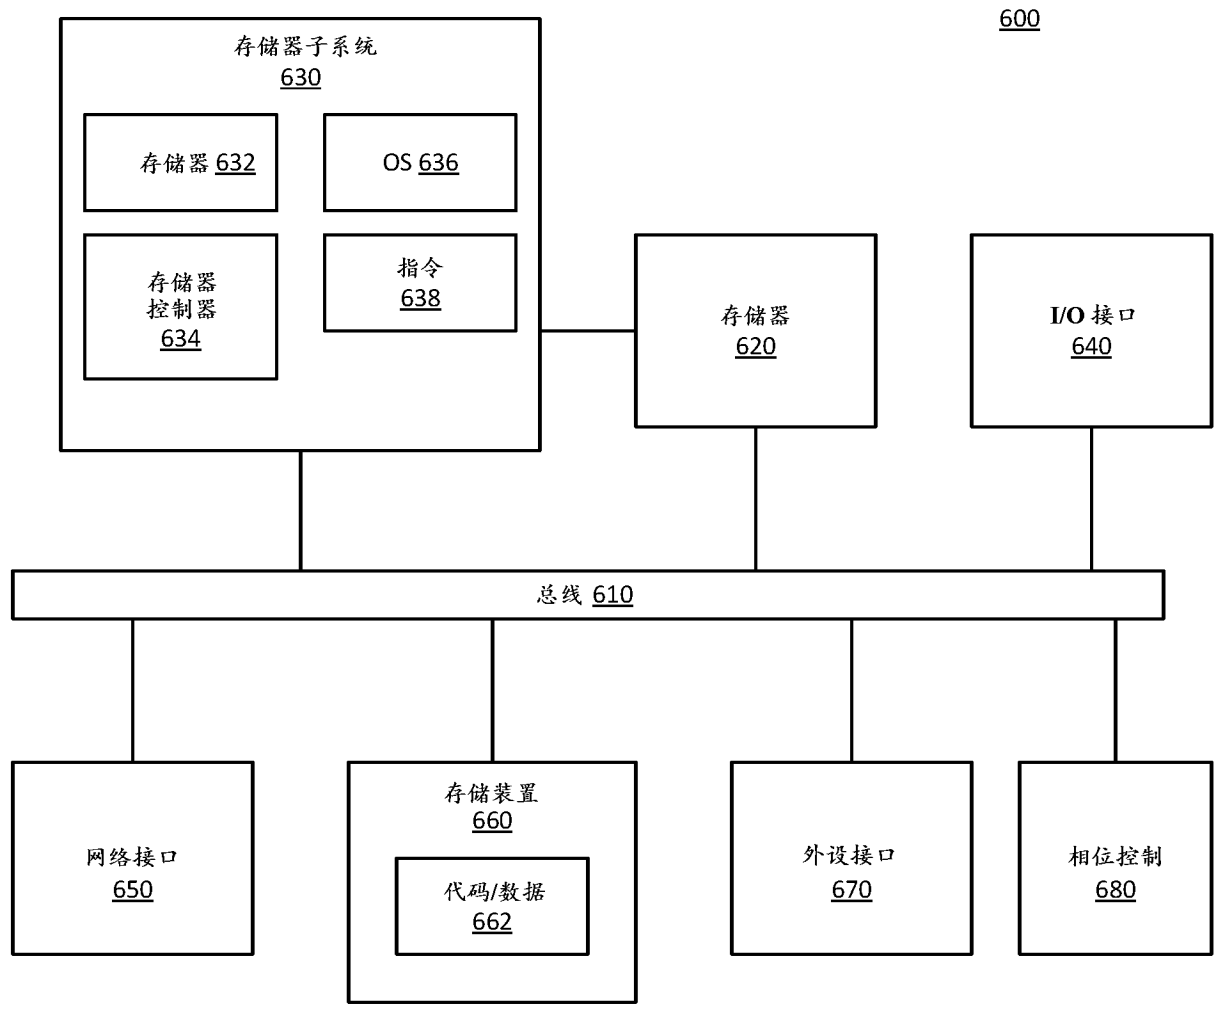 600
存储器子系统
630
存储器 632
OS 636
存储器
控制器
634
指令
638
存储器
620
I/O 接口
640
总线 610
网络接口
650
存储装置
660
代码/数据
662
外设接口
670
相位控制
680